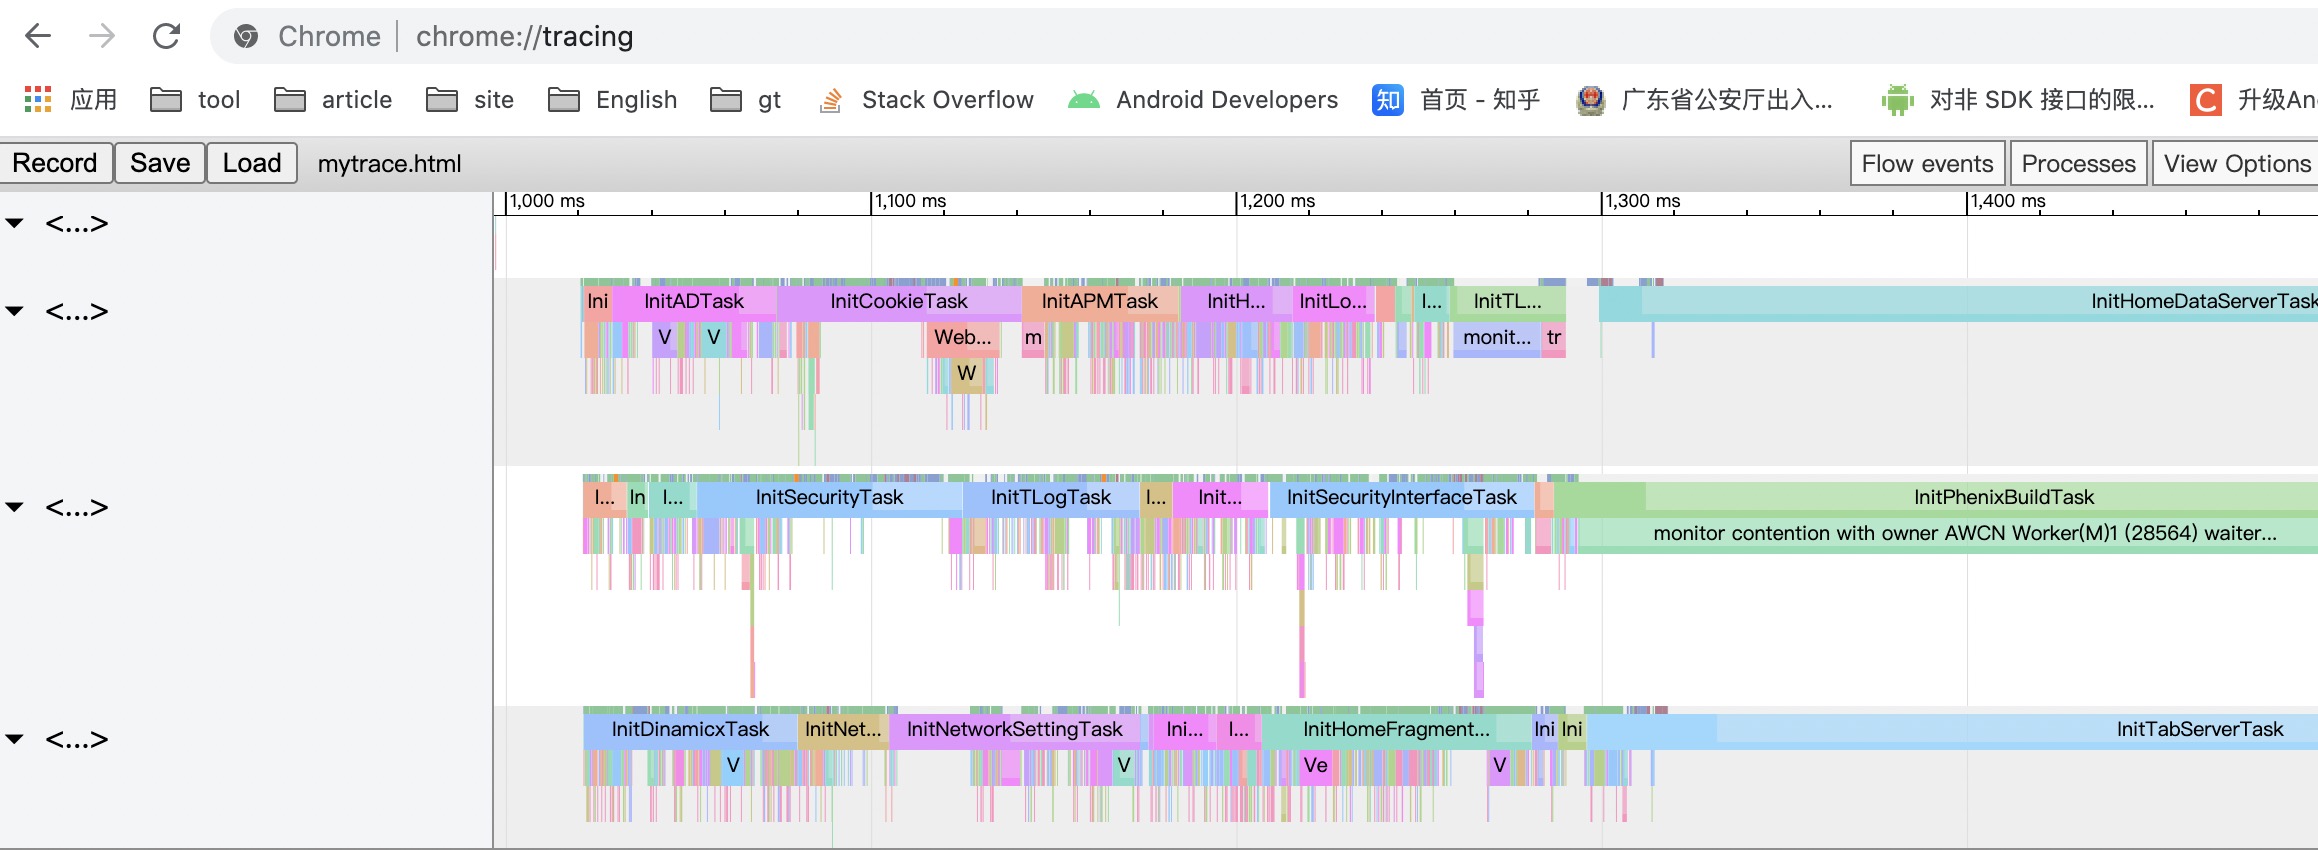 Chrome | chrome://tracing
应用 tool article site English gt Stack Overflow Android Developers 知 首页 - 知乎 广东省公安厅出入... 对非 SDK 接口的限... C 升级An
Record Save Load mytrace.html Flow events Processes View Options
1,000 ms 1,100 ms 1,200 ms 1,300 ms 1,400 ms
<...>
<...> Ini InitADTask InitCookieTask InitAPMTask InitH... InitLo... I... InitTL... InitHomeDataServerTask
V V Web... m monit... tr
W
<...> I... In I... InitSecurityTask InitTLogTask I... Init... InitSecurityInterfaceTask InitPhenixBuildTask
monitor contention with owner AWCN Worker(M)1 (28564) waiter...
<...> InitDinamicxTask InitNet... InitNetworkSettingTask Ini... I... InitHomeFragment... Ini Ini InitTabServerTask
V V Ve V